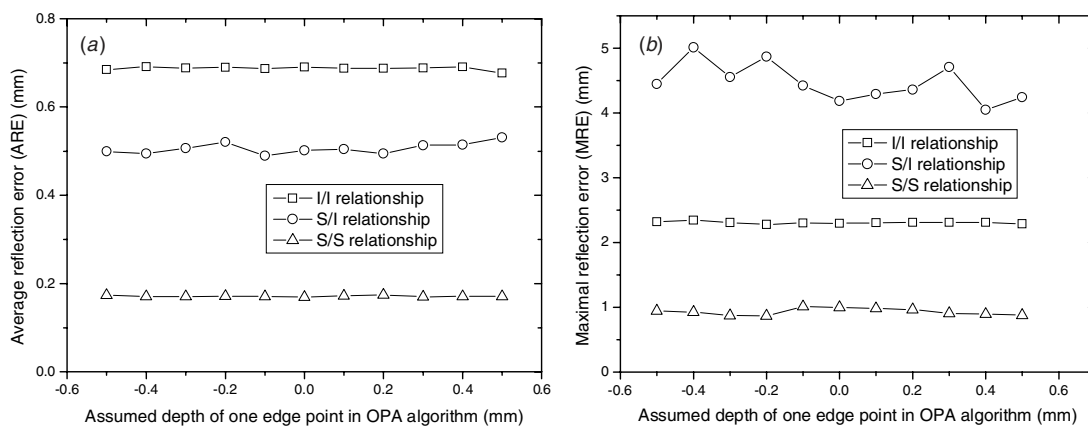 (a)
Average reflection error (ARE) (mm)
0.8
0.6
0.4
0.2
0.0
I/I relationship
S/I relationship
S/S relationship
-0.6
-0.4
-0.2
0.0
0.2
0.4
0.6
Assumed depth of one edge point in OPA algorithm (mm)
(b)
Maximal reflection error (MRE) (mm)
5
4
3
2
1
0
I/I relationship
S/I relationship
S/S relationship
-0.6
-0.4
-0.2
0.0
0.2
0.4
0.6
Assumed depth of one edge point in OPA algorithm (mm)